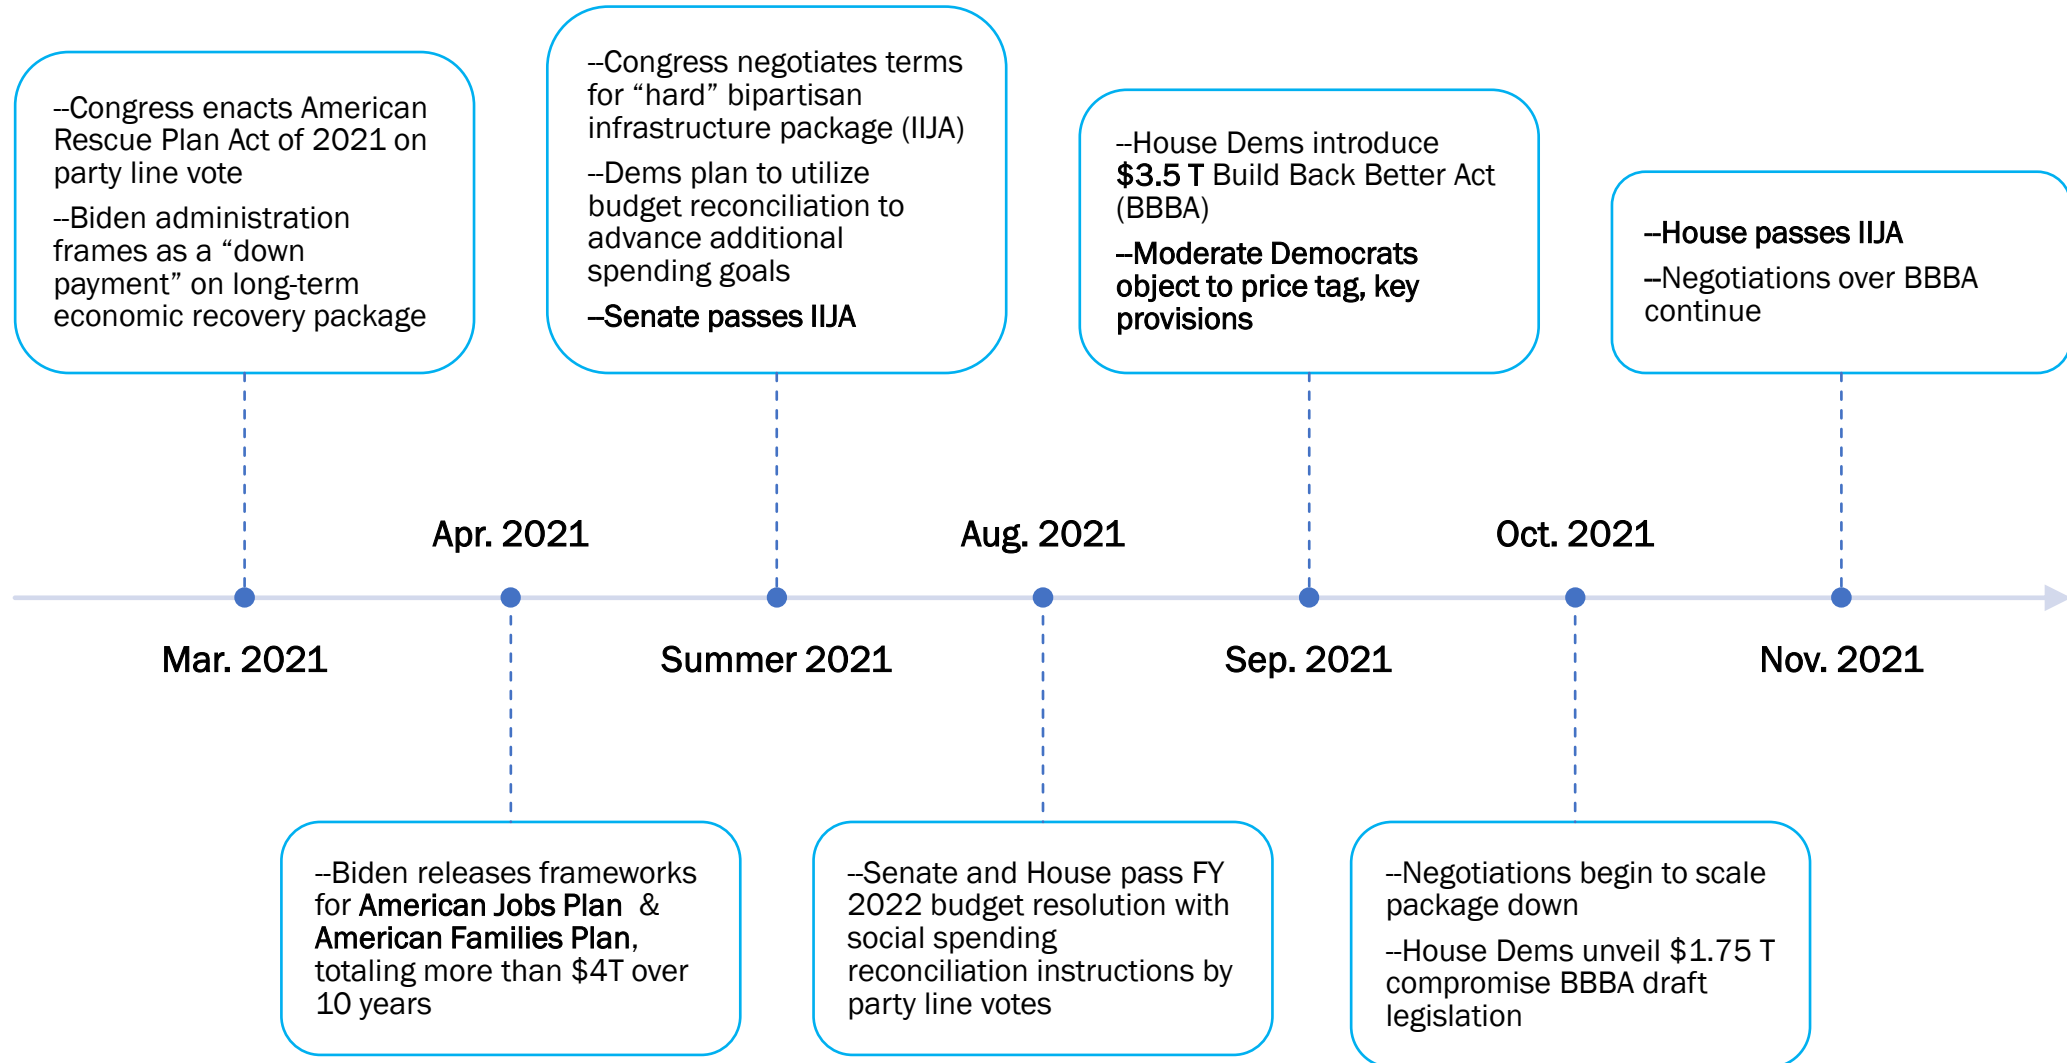 --Congress enacts American
Rescue Plan Act of 2021 on
party line vote
--Biden administration
frames as a “down
payment” on long-term
economic recovery package
--Congress negotiates terms
for “hard” bipartisan
infrastructure package (IIJA)
--Dems plan to utilize
budget reconciliation to
advance additional
spending goals
--Senate passes IIJA
--House Dems introduce
$3.5 T Build Back Better Act
(BBBA)
--Moderate Democrats
object to price tag, key
provisions
--House passes IIJA
--Negotiations over BBBA
continue
Apr. 2021
Aug. 2021
Oct. 2021
Mar. 2021
Summer 2021
Sep. 2021
Nov. 2021
--Biden releases frameworks
for American Jobs Plan &
American Families Plan,
totaling more than $4T over
10 years
--Senate and House pass FY
2022 budget resolution with
social spending
reconciliation instructions by
party line votes
--Negotiations begin to scale
package down
--House Dems unveil $1.75 T
compromise BBBA draft
legislation